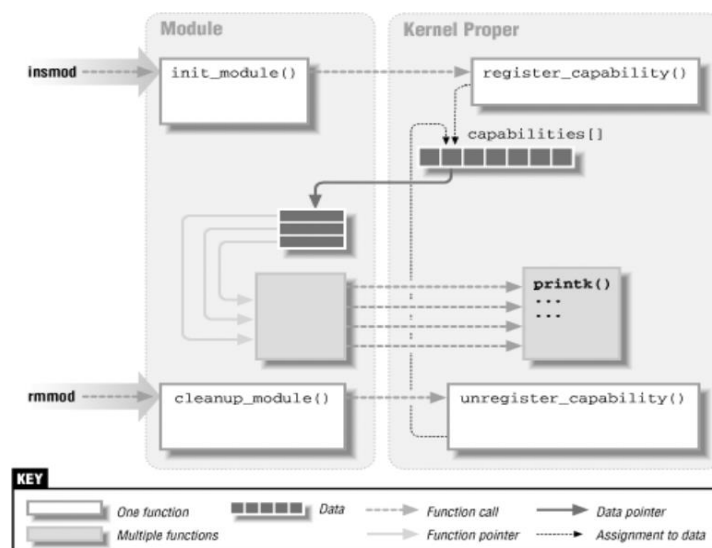 Module
Kernel Proper
insmod
init_module()
register_capability()
capabilities[]
printk()
...
...
rmmod
cleanup_module()
unregister_capability()
KEY
One function
Data
Function call
Data pointer
Multiple functions
Function pointer
Assignment to data